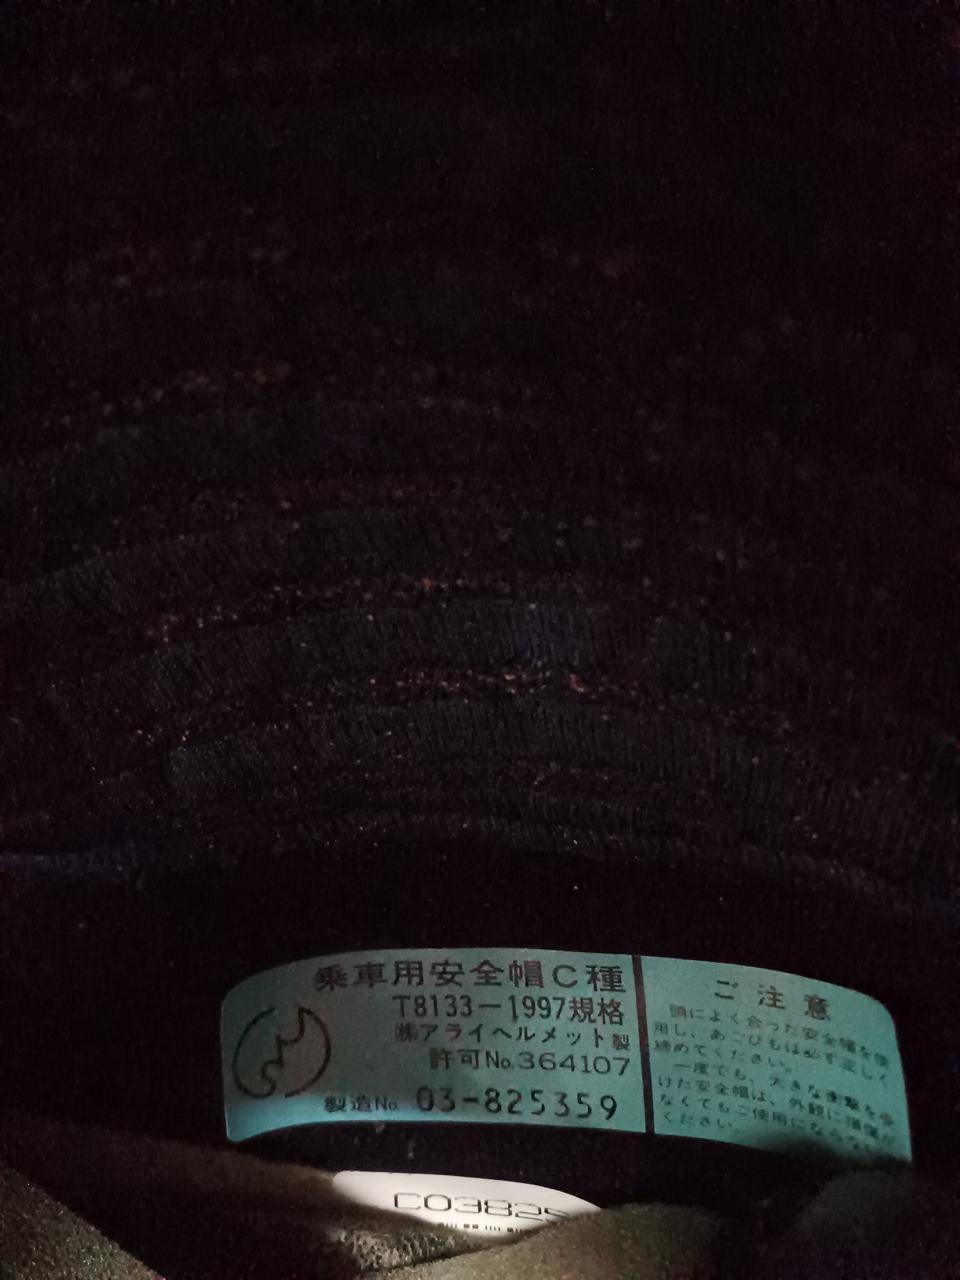 乗車用安全帽C種
T8133-1997規格
㈱アライヘルメット製
許可No.364107
製造No. 03-825359
ご注意
頭によく合った安全帽を使
用し、あごひもは必ず正しく
締めてください。
一度でも、大きな衝撃を受
けた安全帽は、外観に損傷が
なくてもご使用にならないで
ください。
CO3825